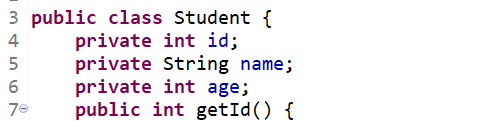 3 public class Student {
4     private int id;
5     private String name;
6     private int age;
7     public int getId() {